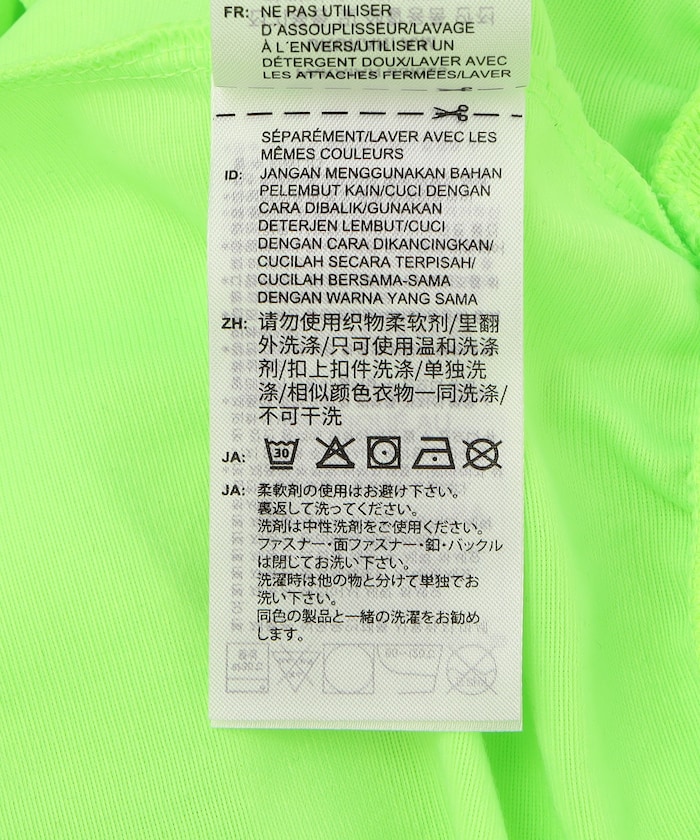 FR: NE PAS UTILISER
D´ASSOUPLISSEUR/LAVAGE
À L´ENVERS/UTILISER UN
DÉTERGENT DOUX/LAVER AVEC
LES ATTACHES FERMÉES/LAVER
SÉPARÉMENT/LAVER AVEC LES
MÊMES COULEURS
ID: JANGAN MENGGUNAKAN BAHAN
PELEMBUT KAIN/CUCI DENGAN
CARA DIBALIK/GUNAKAN
DETERJEN LEMBUT/CUCI
DENGAN CARA DIKANCINGKAN/
CUCILAH SECARA TERPISAH/
CUCILAH BERSAMA-SAMA
DENGAN WARNA YANG SAMA
ZH: 请勿使用织物柔软剂/里翻
外洗涤/只可使用温和洗涤
剂/扣上扣件洗涤/单独洗
涤/相似颜色衣物一同洗涤/
不可干洗
JA: 30
JA: 柔軟剤の使用はお避け下さい。
裏返して洗ってください。
洗剤は中性洗剤をご使用ください。
ファスナー・面ファスナー・釦・バックル
は閉じてお洗い下さい。
洗濯時は他の物と分けて単独でお
洗い下さい。
同色の製品と一緒の洗濯をお勧め
します。